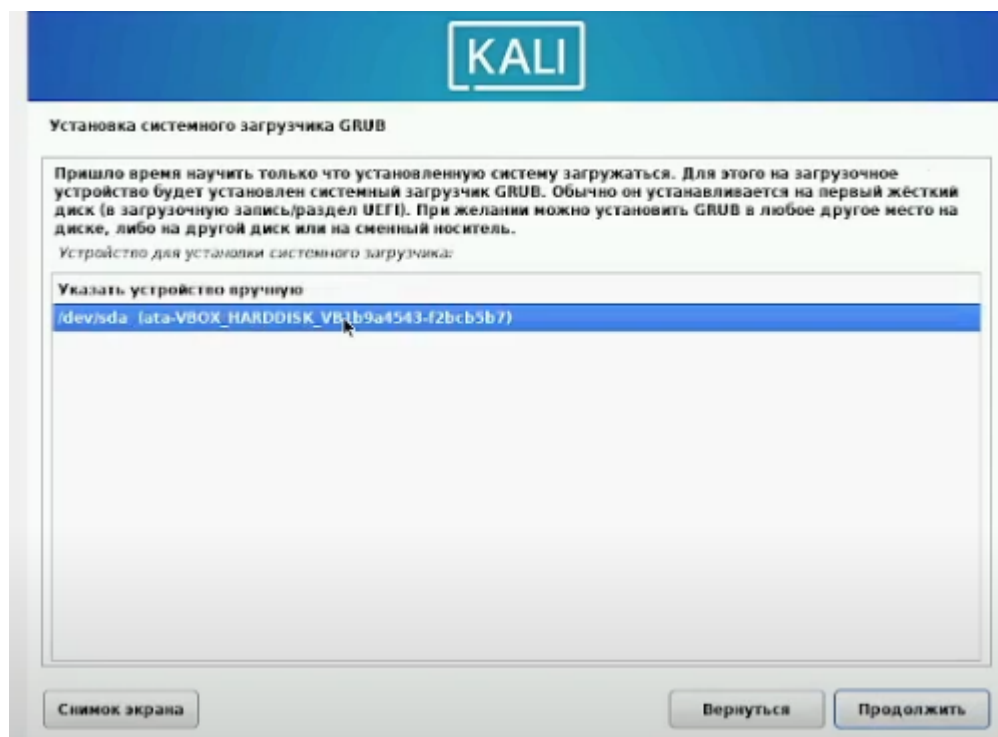 KALI
Установка системного загрузчика GRUB
Пришло время научить только что установленную систему загружаться. Для этого на загрузочное
устройство будет установлен системный загрузчик GRUB. Обычно он устанавливается на первый жёсткий
диск (в загрузочную запись/раздел UEFI). При желании можно установить GRUB в любое другое место на
диске, либо на другой диск или на сменный носитель.
Устройство для установки системного загрузчика:
Указать устройство вручную
/dev/sda (ata-VBOX_HARDDISK_VB1b9a4543-f2bcb5b7)
Снимок экрана
Вернуться
Продолжить